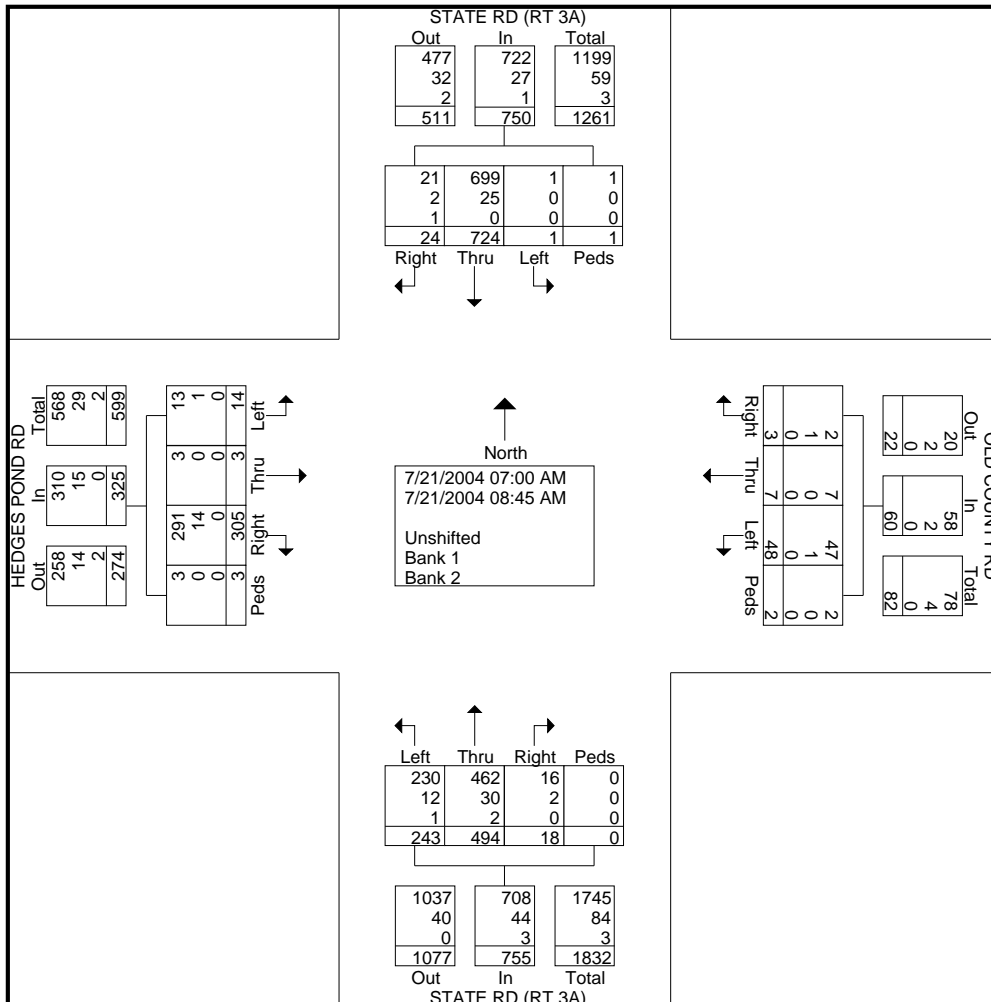 STATE RD (RT 3A)
Out In Total
477 722 1199
32 27 59
2 1 3
511 750 1261
21 699 1 1
2 25 0 0
1 0 0 0
24 724 1 1
Right Thru Left Peds
HEDGES POND RD
Total In Out
568 310 258
29 15 14
2 0 2
599 325 274
13 3 291 3
1 0 14 0
0 0 0 0
14 3 305 3
Left Thru Right Peds
North
7/21/2004 07:00 AM
7/21/2004 08:45 AM
Unshifted
Bank 1
Bank 2
Right Thru Left Peds
2 7 47 2
1 0 1 0
0 0 0 0
3 7 48 2
OLD COUNTY RD
Out In Total
20 58 78
2 2 4
0 0 0
22 60 82
Left Thru Right Peds
230 462 16 0
12 30 2 0
1 2 0 0
243 494 18 0
1037 708 1745
40 44 84
0 3 3
1077 755 1832
Out In Total
STATE RD (RT 3A)